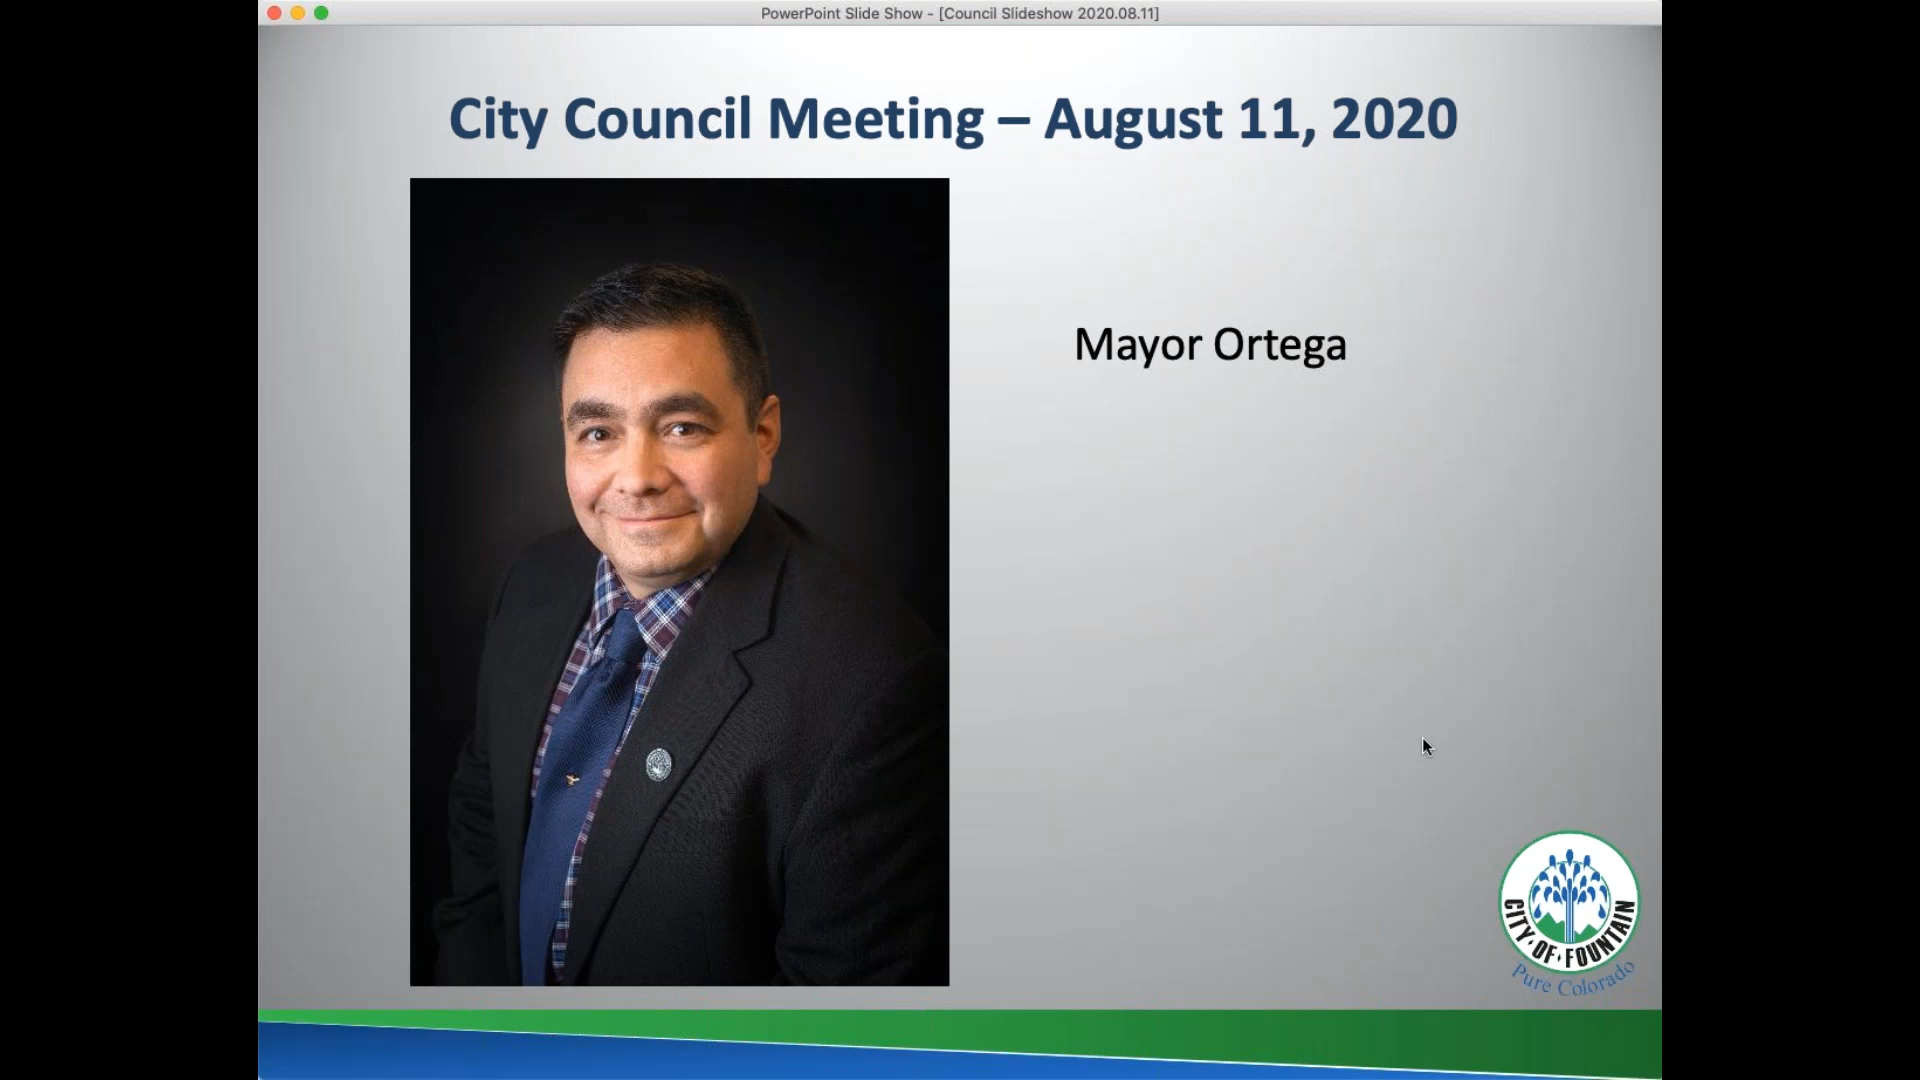 PowerPoint Slide Show - [Council Slideshow 2020.08.11]
City Council Meeting – August 11, 2020
Mayor Ortega
CITY·OF·FOUNTAIN
Pure Colorado